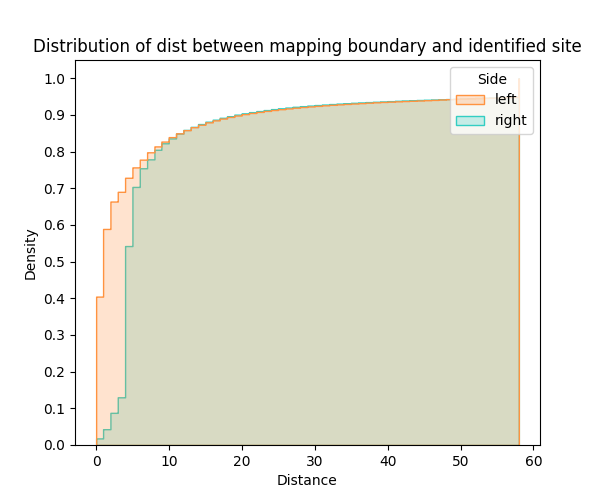 Distribution of dist between mapping boundary and identified site
Side
left
right
Density
1.0
0.9
0.8
0.7
0.6
0.5
0.4
0.3
0.2
0.1
0.0
0 10 20 30 40 50 60
Distance